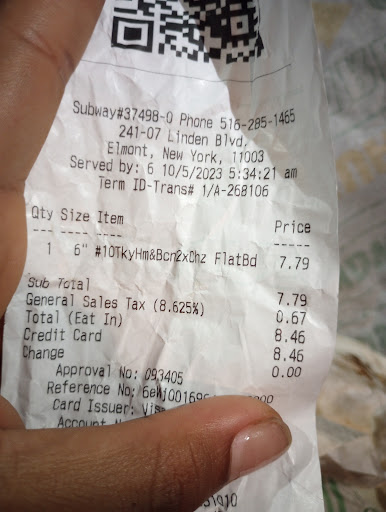 Subway#37498-0 Phone 516-285-1465
241-07 Linden Blvd.
Elmont, New York, 11003
Served by: 6 10/5/2023 5:34:21 am
Term ID-Trans# 1/A-268106
Qty Size Item Price
--- ---- ---- -----
1 6" #10TkyHm&Bcn2xChz FlatBd 7.79
Sub Total 7.79
General Sales Tax (8.625%) 0.67
Total (Eat In) 8.46
Credit Card 8.46
Change 0.00
Approval No: 093405
Reference No:
Card Issuer:
Account